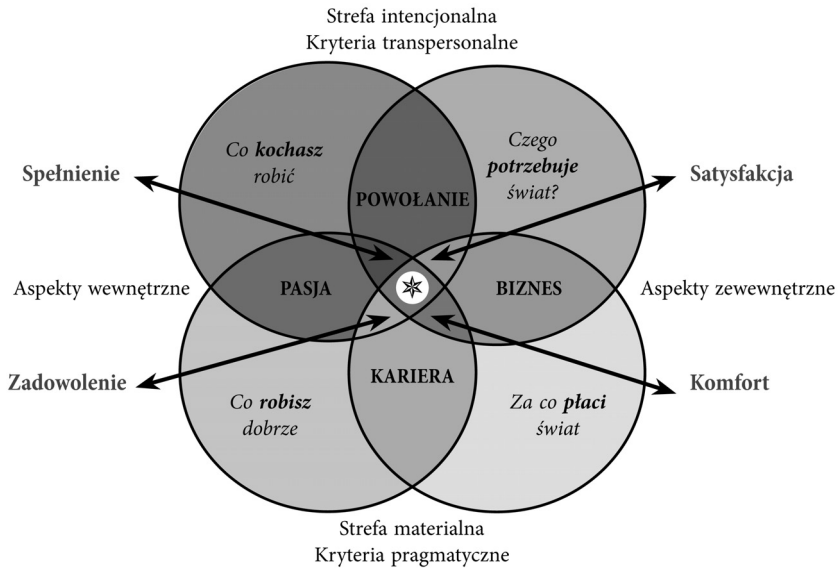 Strefa intencjonalna
Kryteria transpersonalne
Co kochasz
robić
Czego
potrzebuje
świat?
Spełnienie
Satysfakcja
POWOŁANIE
Aspekty wewnętrzne
PASJA
BIZNES
Aspekty zewewnętrzne
Zadowolenie
KARIERA
Komfort
Co robisz
dobrze
Za co płaci
świat
Strefa materialna
Kryteria pragmatyczne